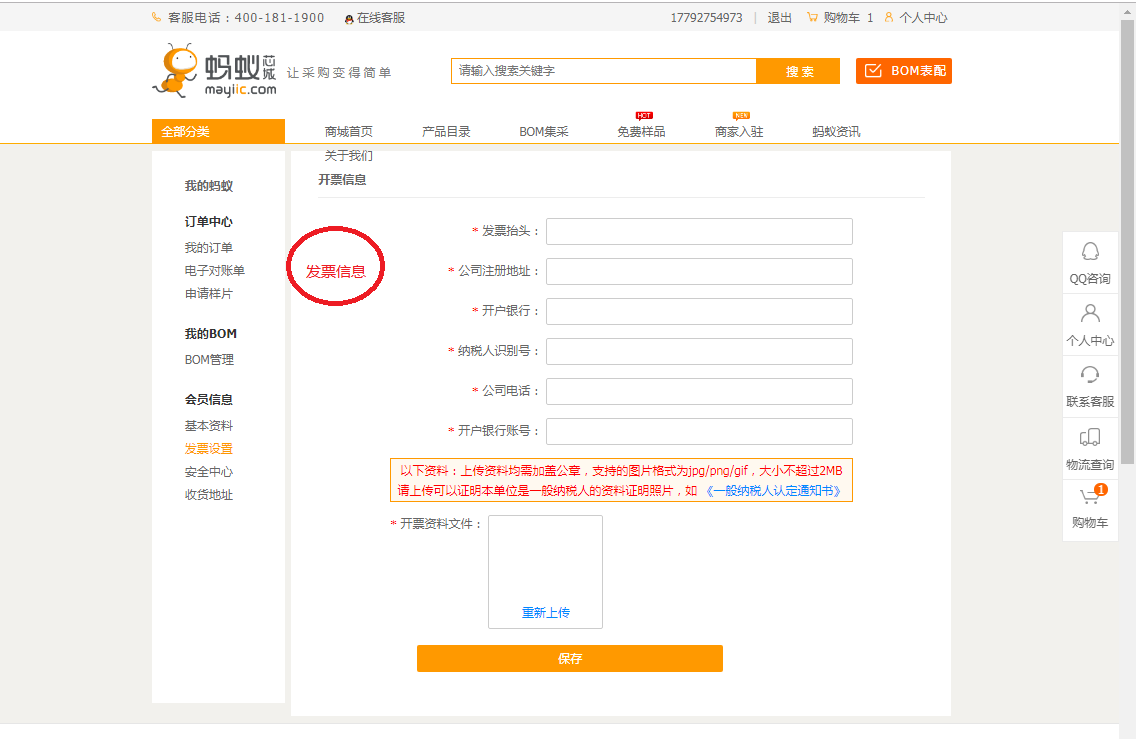 客服电话：400-181-1900 在线客服 17792754973 | 退出 购物车 1 个人中心
蚂蚁芯城
mayiic.com
让采购变得简单
请输入搜索关键字 搜 索 BOM表配
HOT NEW
全部分类 商城首页 产品目录 BOM集采 免费样品 商家入驻 蚂蚁资讯
关于我们
我的蚂蚁
订单中心
我的订单
电子对账单
申请样片
我的BOM
BOM管理
会员信息
基本资料
发票设置
安全中心
收货地址
开票信息
发票信息
* 发票抬头：
* 公司注册地址：
* 开户银行：
* 纳税人识别号：
* 公司电话：
* 开户银行账号：
以下资料：上传资料均需加盖公章，支持的图片格式为jpg/png/gif，大小不超过2MB
请上传可以证明本单位是一般纳税人的资料证明照片，如 《一般纳税人认定通知书》
* 开票资料文件：
重新上传
保存
QQ咨询
个人中心
联系客服
物流查询
1
购物车